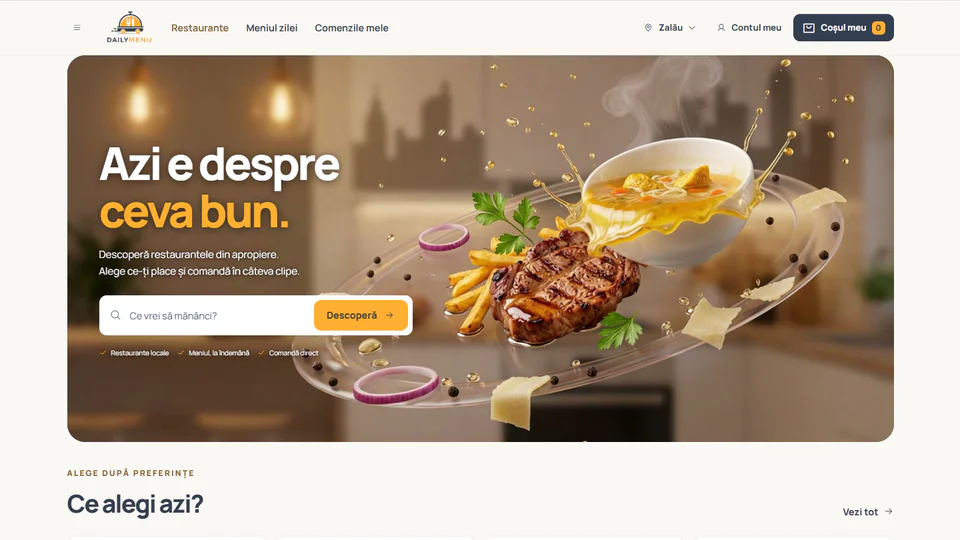 DAILYMENU
Restaurante
Meniul zilei
Comenzile mele
Zalău
Contul meu
Coșul meu
0
Azi e despre
ceva bun.
Descoperă restaurantele din apropiere.
Alege ce-ți place și comandă în câteva clipe.
Ce vrei să mănânci?
Descoperă
Restaurante locale
Meniul, la îndemână
Comandă direct
ALEGE DUPĂ PREFERINȚE
Ce alegi azi?
Vezi tot